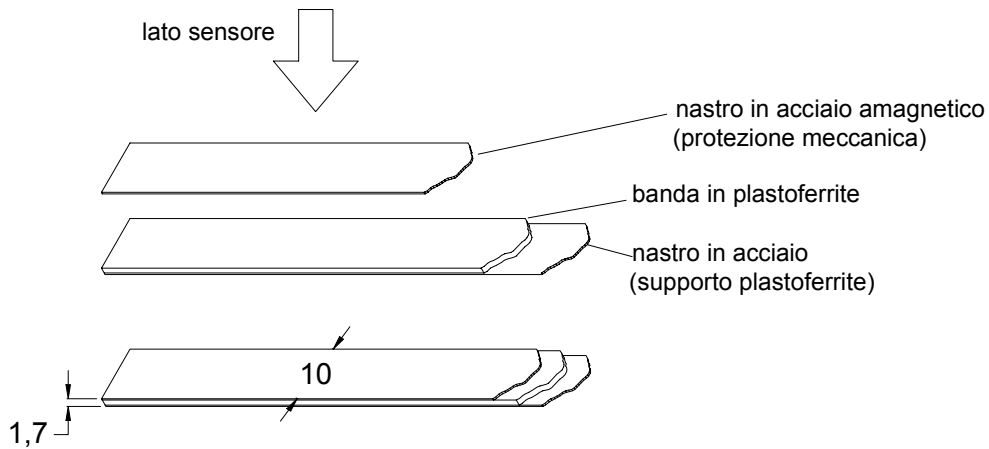 lato sensore
nastro in acciaio amagnetico
(protezione meccanica)
banda in plastoferrite
nastro in acciaio
(supporto plastoferrite)
10
1,7